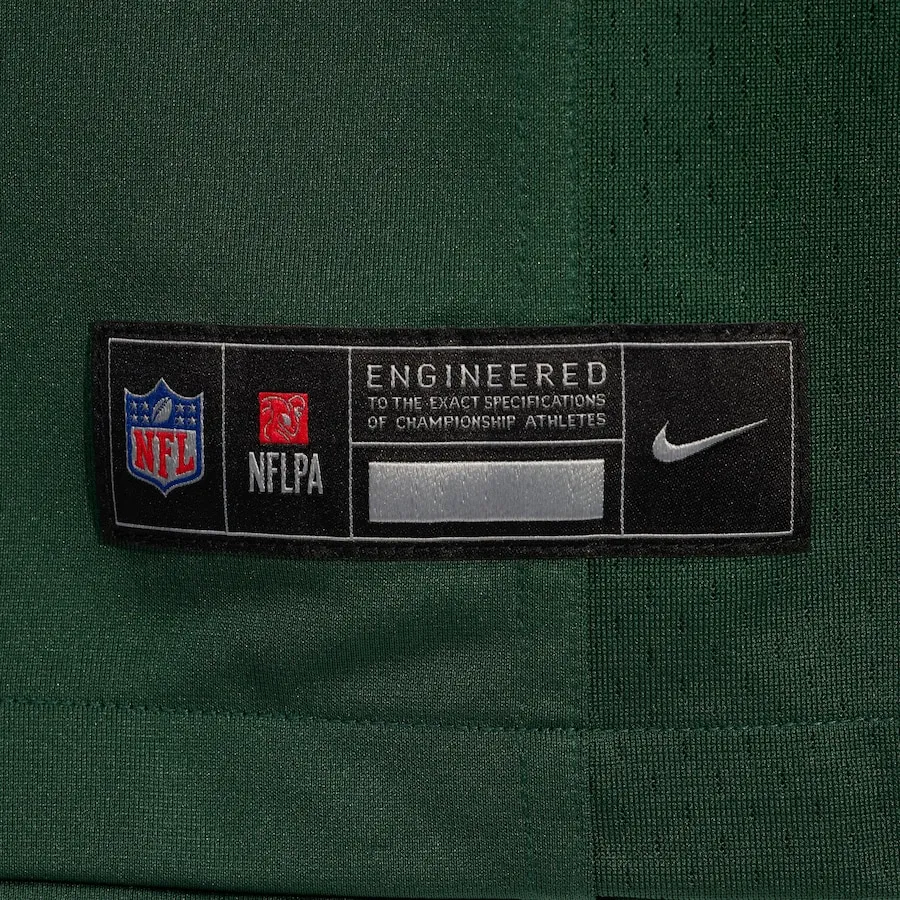 NFL
NFLPA
ENGINEERED
TO THE EXACT SPECIFICATIONS
OF CHAMPIONSHIP ATHLETES